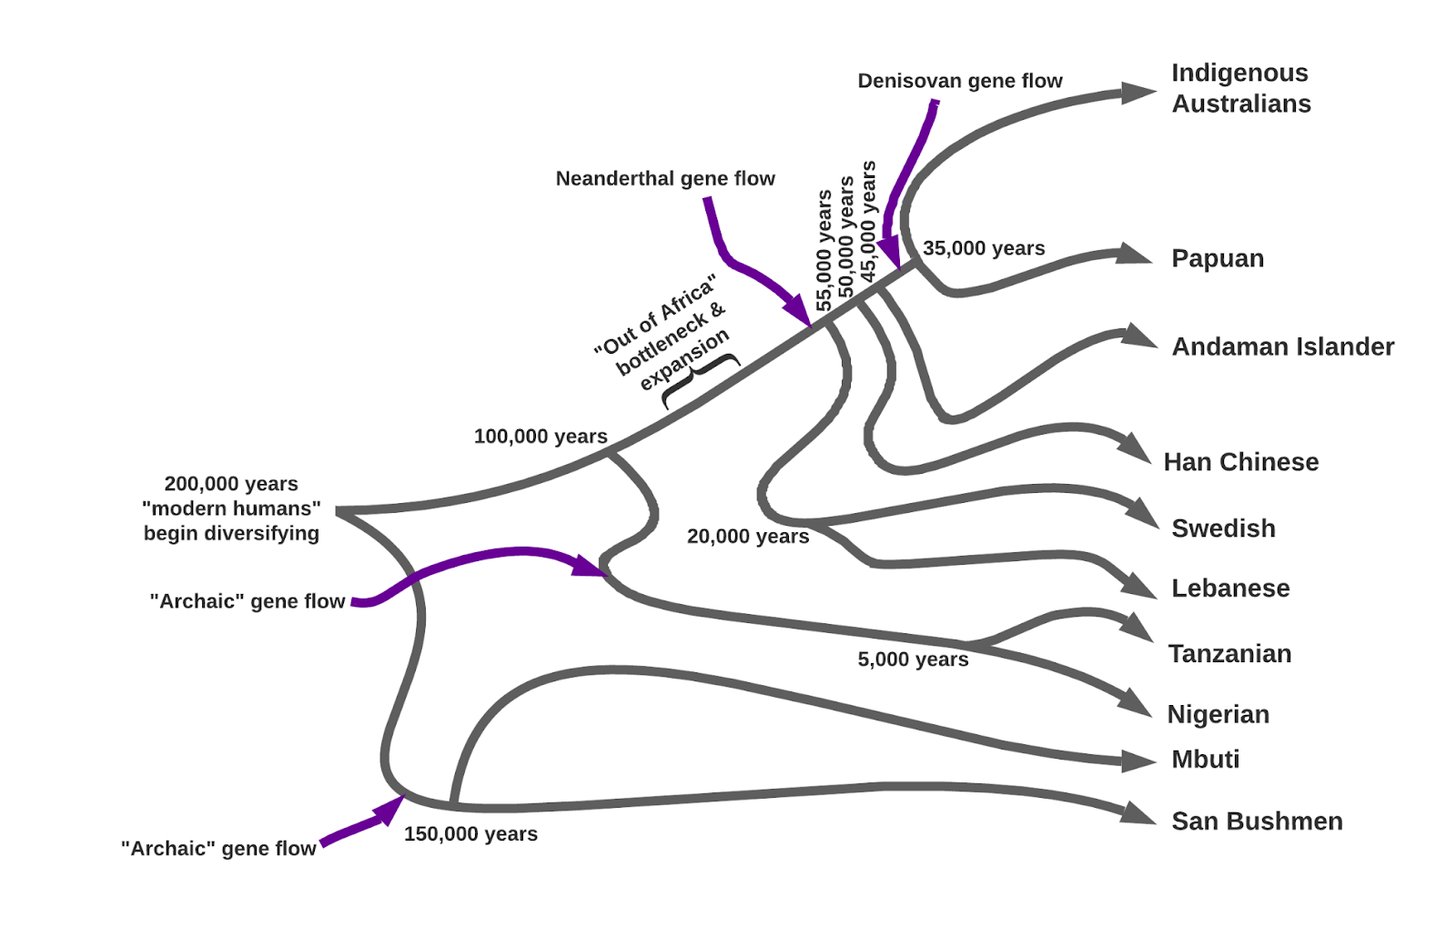 Denisovan gene flow
Indigenous
Australians
Neanderthal gene flow
55,000 years
50,000 years
45,000 years
35,000 years
Papuan
"Out of Africa"
bottleneck &
expansion
Andaman Islander
100,000 years
Han Chinese
200,000 years
"modern humans"
begin diversifying
20,000 years
Swedish
"Archaic" gene flow
Lebanese
5,000 years
Tanzanian
Nigerian
Mbuti
San Bushmen
150,000 years
"Archaic" gene flow